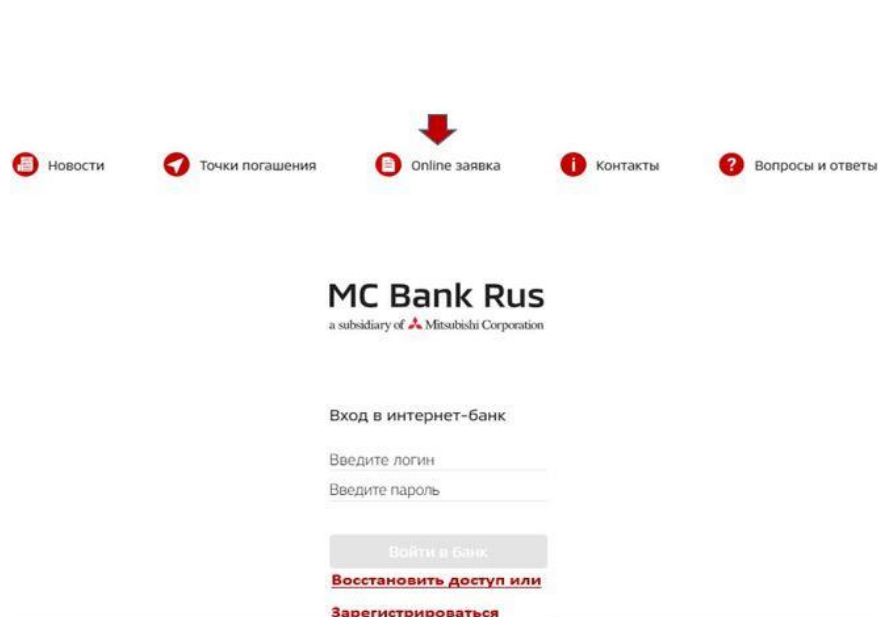 Новости
Точки погашения
Online заявка
Контакты
Вопросы и ответы
MC Bank Rus
a subsidiary of Mitsubishi Corporation
Вход в интернет-банк
Введите логин
Введите пароль
Войти в банк
Восстановить доступ или
Зарегистрироваться